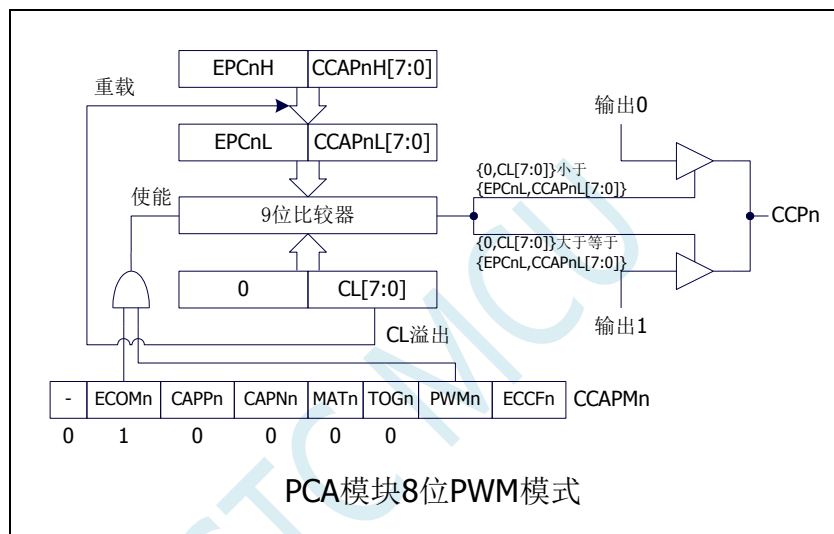 EPCnH CCAPnH[7:0]
重载
输出0
EPCnL CCAPnL[7:0]
{0,CL[7:0]}小于
{EPCnL,CCAPnL[7:0]}
使能
9位比较器
CCPn
{0,CL[7:0]}大于等于
{EPCnL,CCAPnL[7:0]}
0 CL[7:0]
CL溢出
输出1
- ECOMn CAPPn CAPNn MATn TOGn PWMn ECCFn CCAPMn
0 1 0 0 0 0
PCA模块8位PWM模式
STC MCU